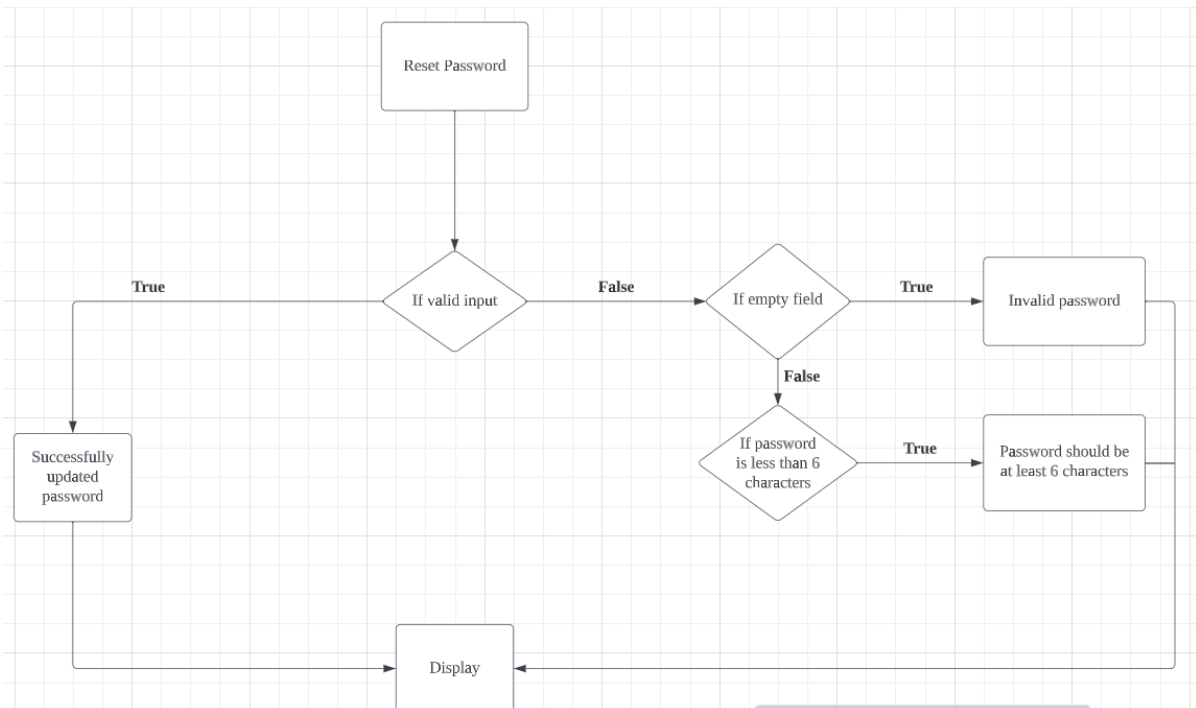 Reset Password
True
If valid input
False
If empty field
True
Invalid password
False
Successfully
updated
password
If password
is less than 6
characters
True
Password should be
at least 6 characters
Display